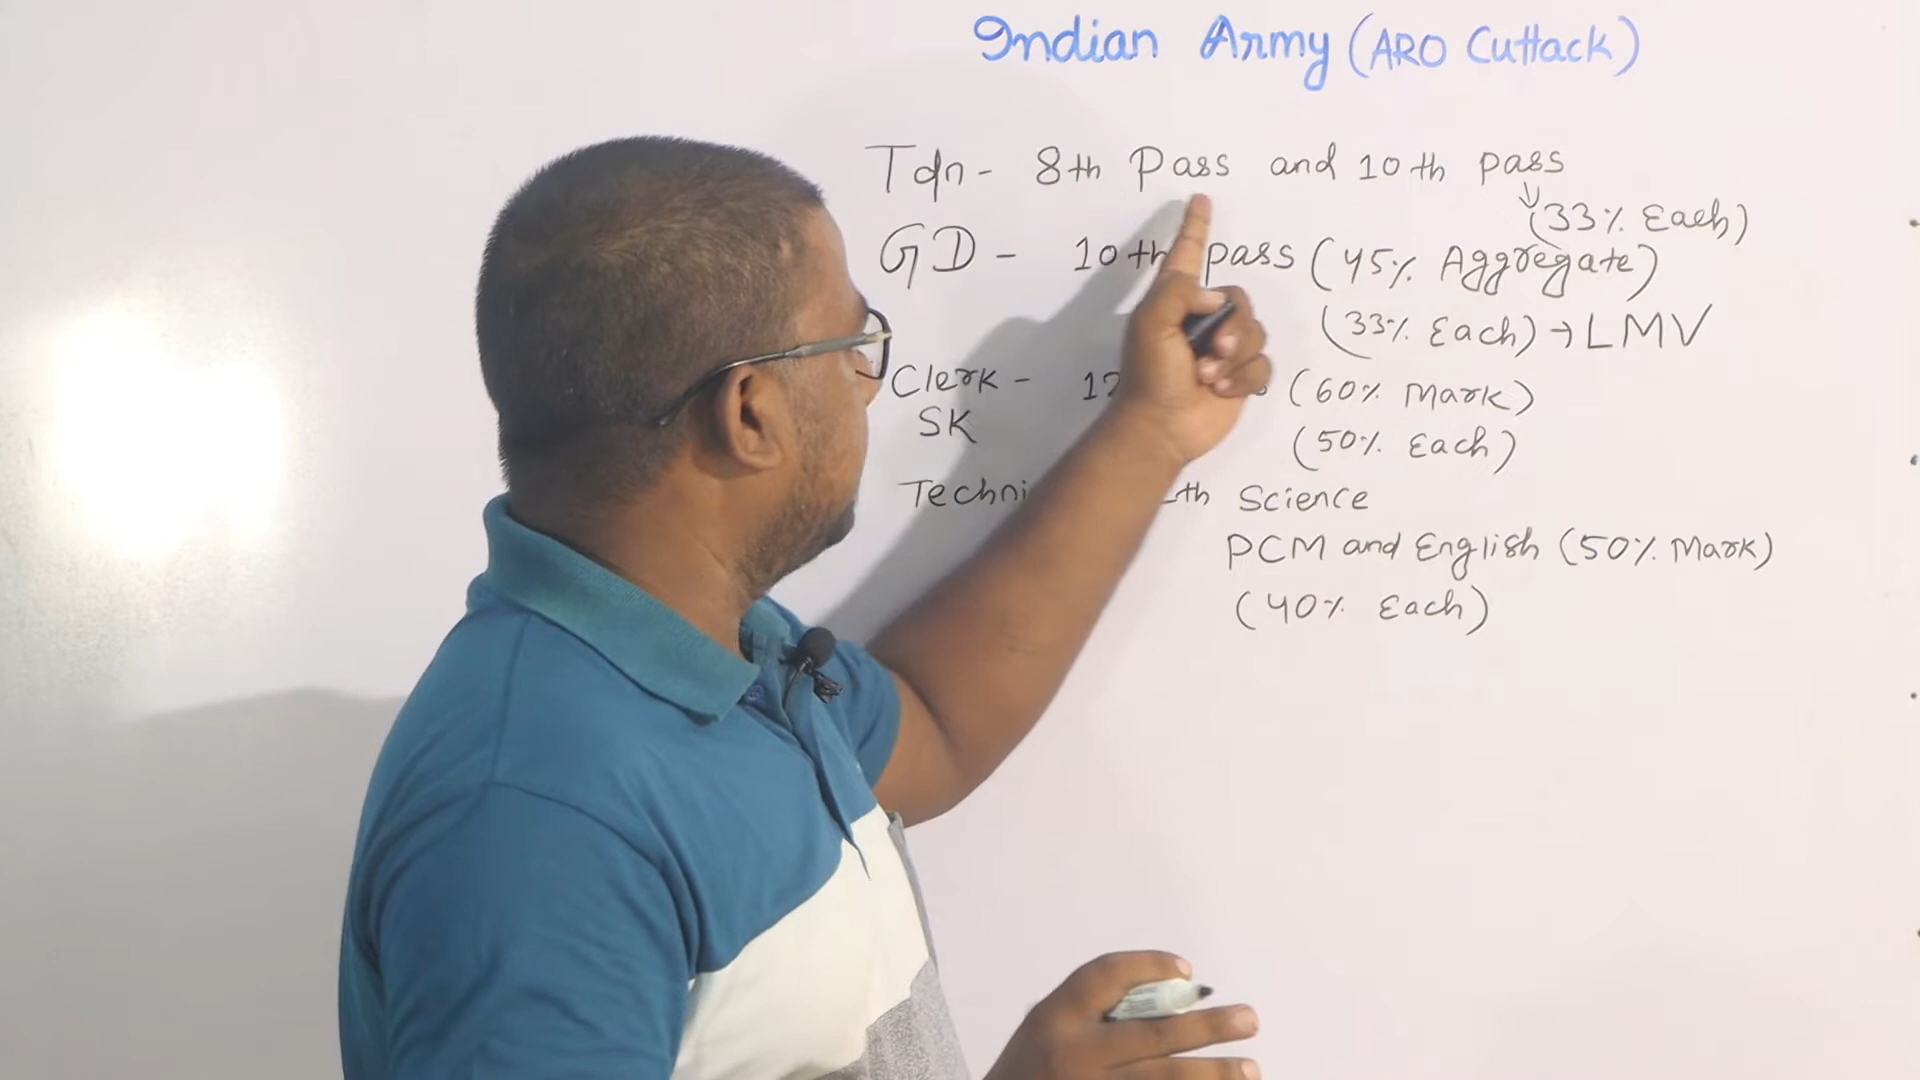 Indian Army (ARO Cuttack)
Tdn - 8th Pass and 10th pass
(33% Each)
GD - 10th pass (45% Aggregate)
(33% Each) → LMV
Clerk - (60% Mark)
SK (50% Each)
Science
PCM and English (50% Mark)
(40% Each)